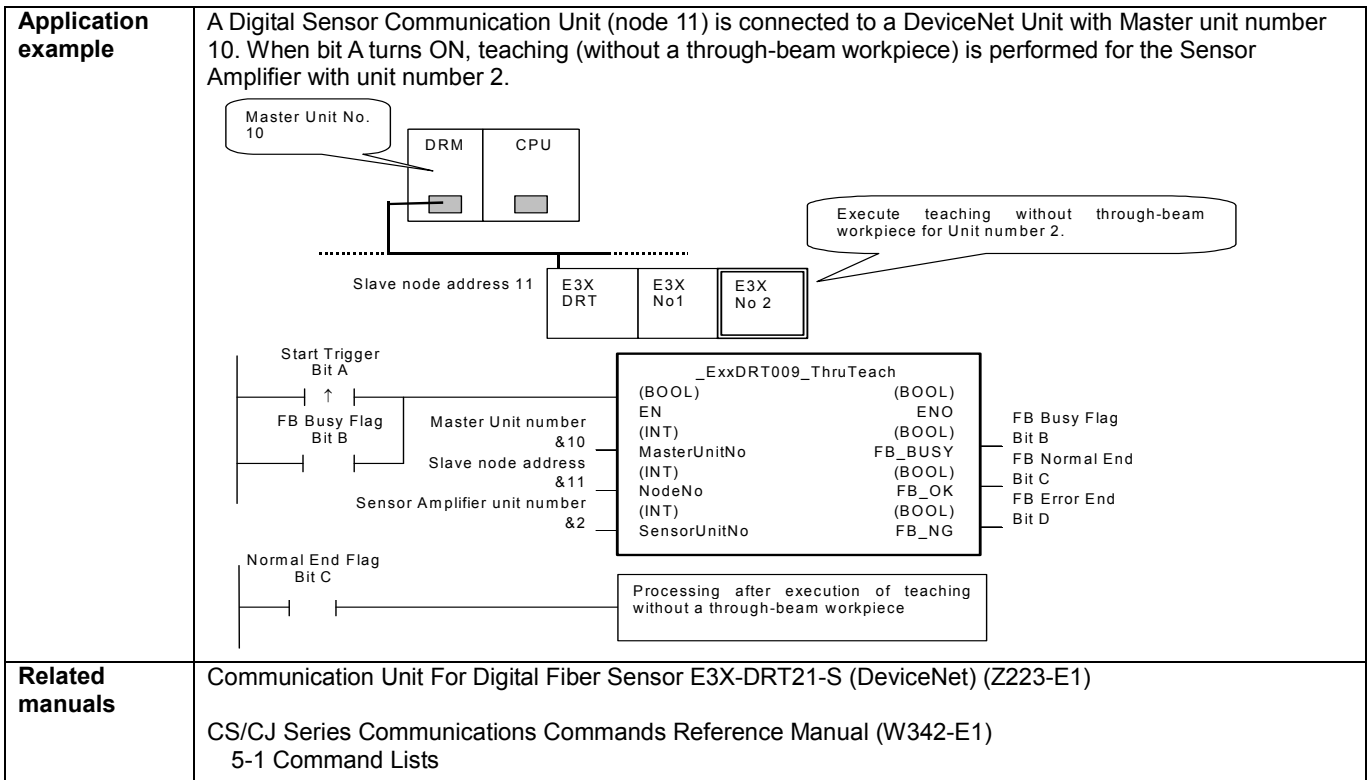 Application example
A Digital Sensor Communication Unit (node 11) is connected to a DeviceNet Unit with Master unit number
10. When bit A turns ON, teaching (without a through-beam workpiece) is performed for the Sensor
Amplifier with unit number 2.
Master Unit No.
10
DRM
CPU
Execute teaching without through-beam
workpiece for Unit number 2.
Slave node address 11
E3X
DRT
E3X
No1
E3X
No 2
Start Trigger
Bit A
↑
FB Busy Flag
Bit B
Master Unit number
&10
Slave node address
&11
Sensor Amplifier unit number
&2
_ExxDRT009_ThruTeach
(BOOL) (BOOL)
EN ENO
(INT) (BOOL)
MasterUnitNo FB_BUSY
(INT) (BOOL)
NodeNo FB_OK
(INT) (BOOL)
SensorUnitNo FB_NG
FB Busy Flag
Bit B
FB Normal End
Bit C
FB Error End
Bit D
Normal End Flag
Bit C
Processing after execution of teaching
without a through-beam workpiece
Related manuals
Communication Unit For Digital Fiber Sensor E3X-DRT21-S (DeviceNet) (Z223-E1)
CS/CJ Series Communications Commands Reference Manual (W342-E1)
5-1 Command Lists